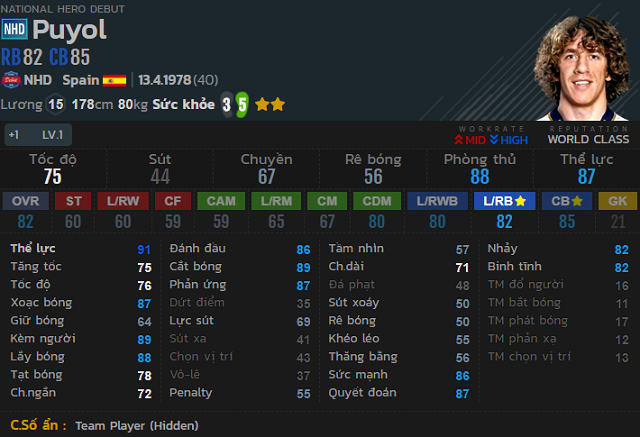 NATIONAL HERO DEBUT
NHD Puyol
RB 82 CB 85
NHD Spain 13.4.1978 (40)
Lương 15 178cm 80kg Sức khỏe 3 5
+1 LV.1
WORKRATE REPUTATION
MID HIGH WORLD CLASS
Tốc độ Sút Chuyền Rê bóng Phòng thủ Thể lực
75 44 67 56 88 87
OVR ST L/RW CF CAM L/RM CM CDM L/RWB L/RB CB GK
82 60 60 59 59 65 67 80 80 82 85 21
Thể lực 91 Đánh đầu 86 Tầm nhìn 57 Nhảy 82
Tăng tốc 75 Cắt bóng 89 Ch.dài 71 Bình tĩnh 82
Tốc độ 76 Phản ứng 87 Đá phạt 48 TM đổ người 16
Xoạc bóng 87 Dứt điểm 35 Sút xoáy 50 TM bắt bóng 11
Giữ bóng 64 Lực sút 69 Rê bóng 50 TM phát bóng 17
Kèm người 89 Sút xa 41 Khéo léo 55 TM phản xạ 12
Lấy bóng 88 Chọn vị trí 43 Thăng bằng 56 TM chọn vị trí 13
Tạt bóng 78 Vô-lê 37 Sức mạnh 86
Ch.ngắn 72 Penalty 55 Quyết đoán 87
C.Số ẩn : Team Player (Hidden)